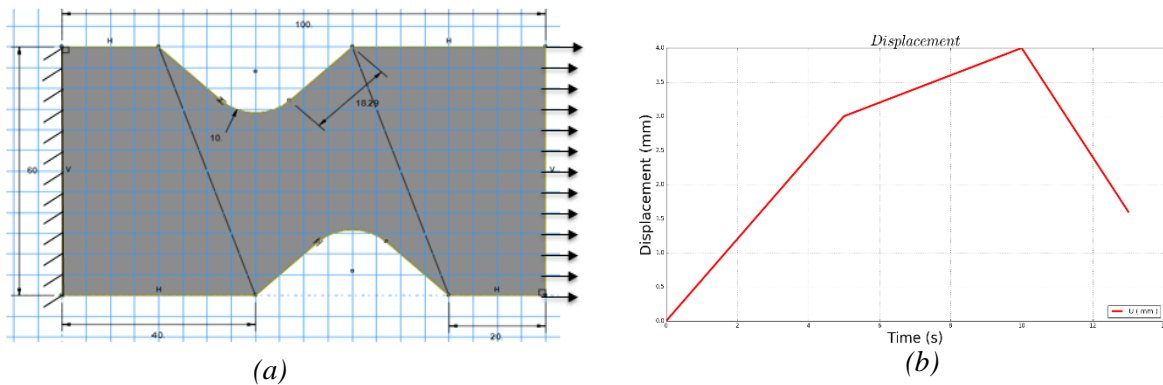 100.
H
H
18.29
10.
60
V
V
H
H
40.
20.
(a)
Displacement
Displacement (mm)
4.0
3.5
3.0
2.5
2.0
1.5
1.0
0.5
0.0
0
2
4
6
8
10
12
Time (s)
U ( mm )
(b)